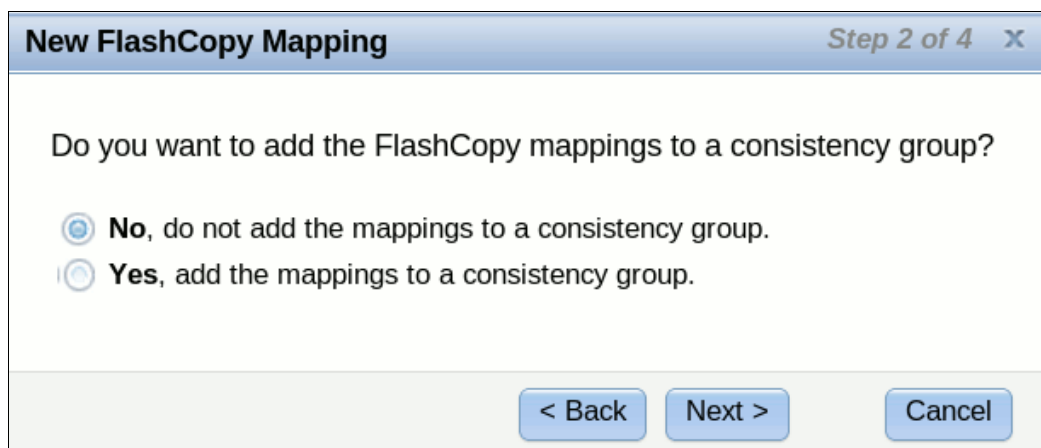 New FlashCopy Mapping Step 2 of 4 x
Do you want to add the FlashCopy mappings to a consistency group?
No, do not add the mappings to a consistency group.
Yes, add the mappings to a consistency group.
< Back Next > Cancel